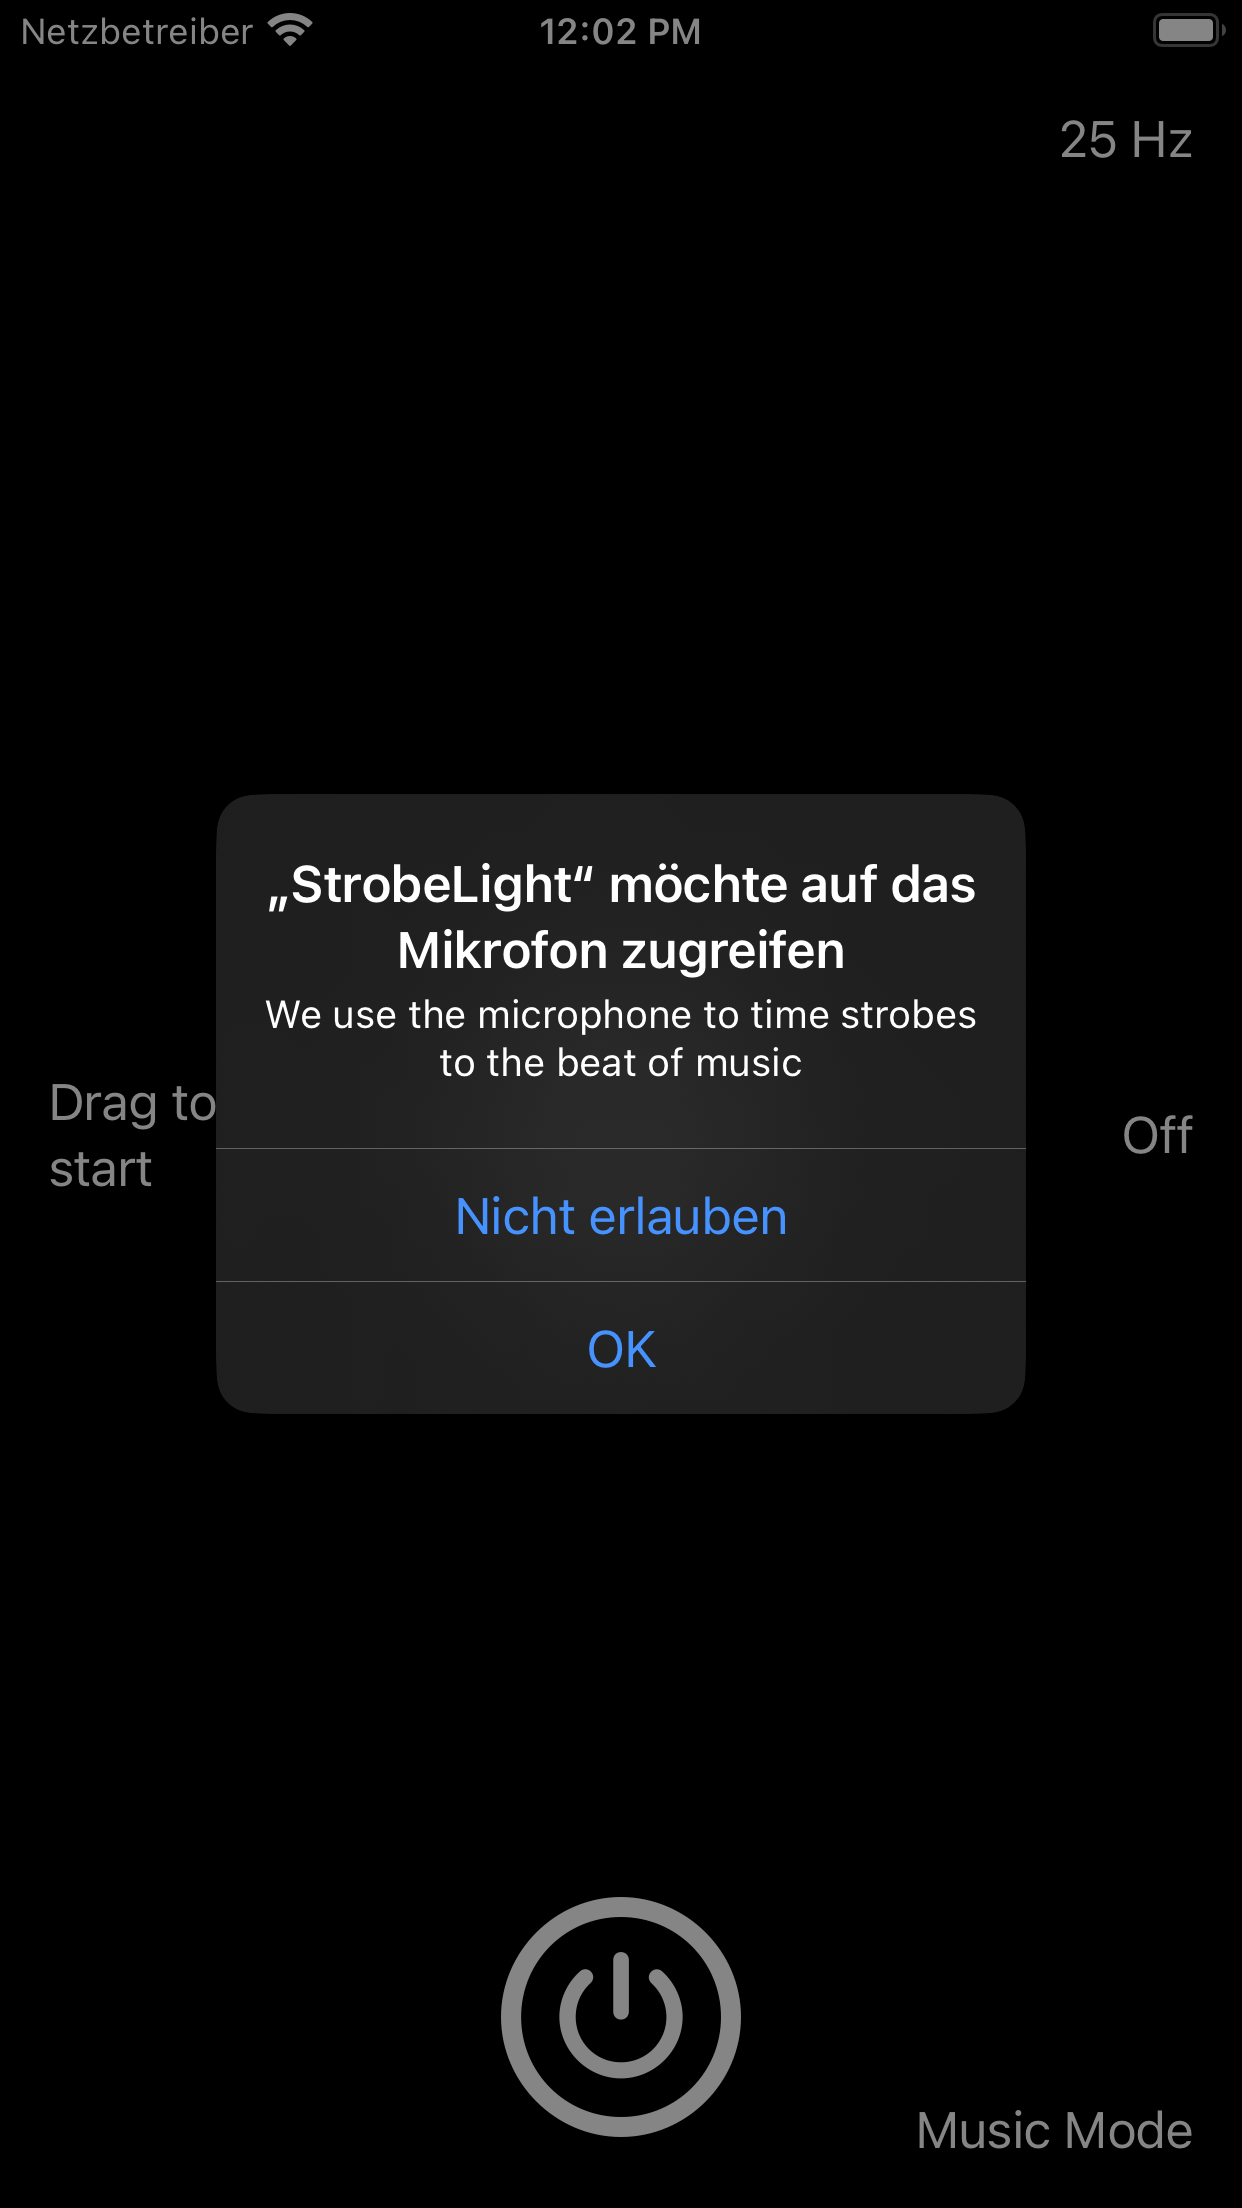 Netzbetreiber
12:02 PM
25 Hz
„StrobeLight“ möchte auf das
Mikrofon zugreifen
We use the microphone to time strobes
to the beat of music
Drag to
start
Off
Nicht erlauben
OK
Music Mode